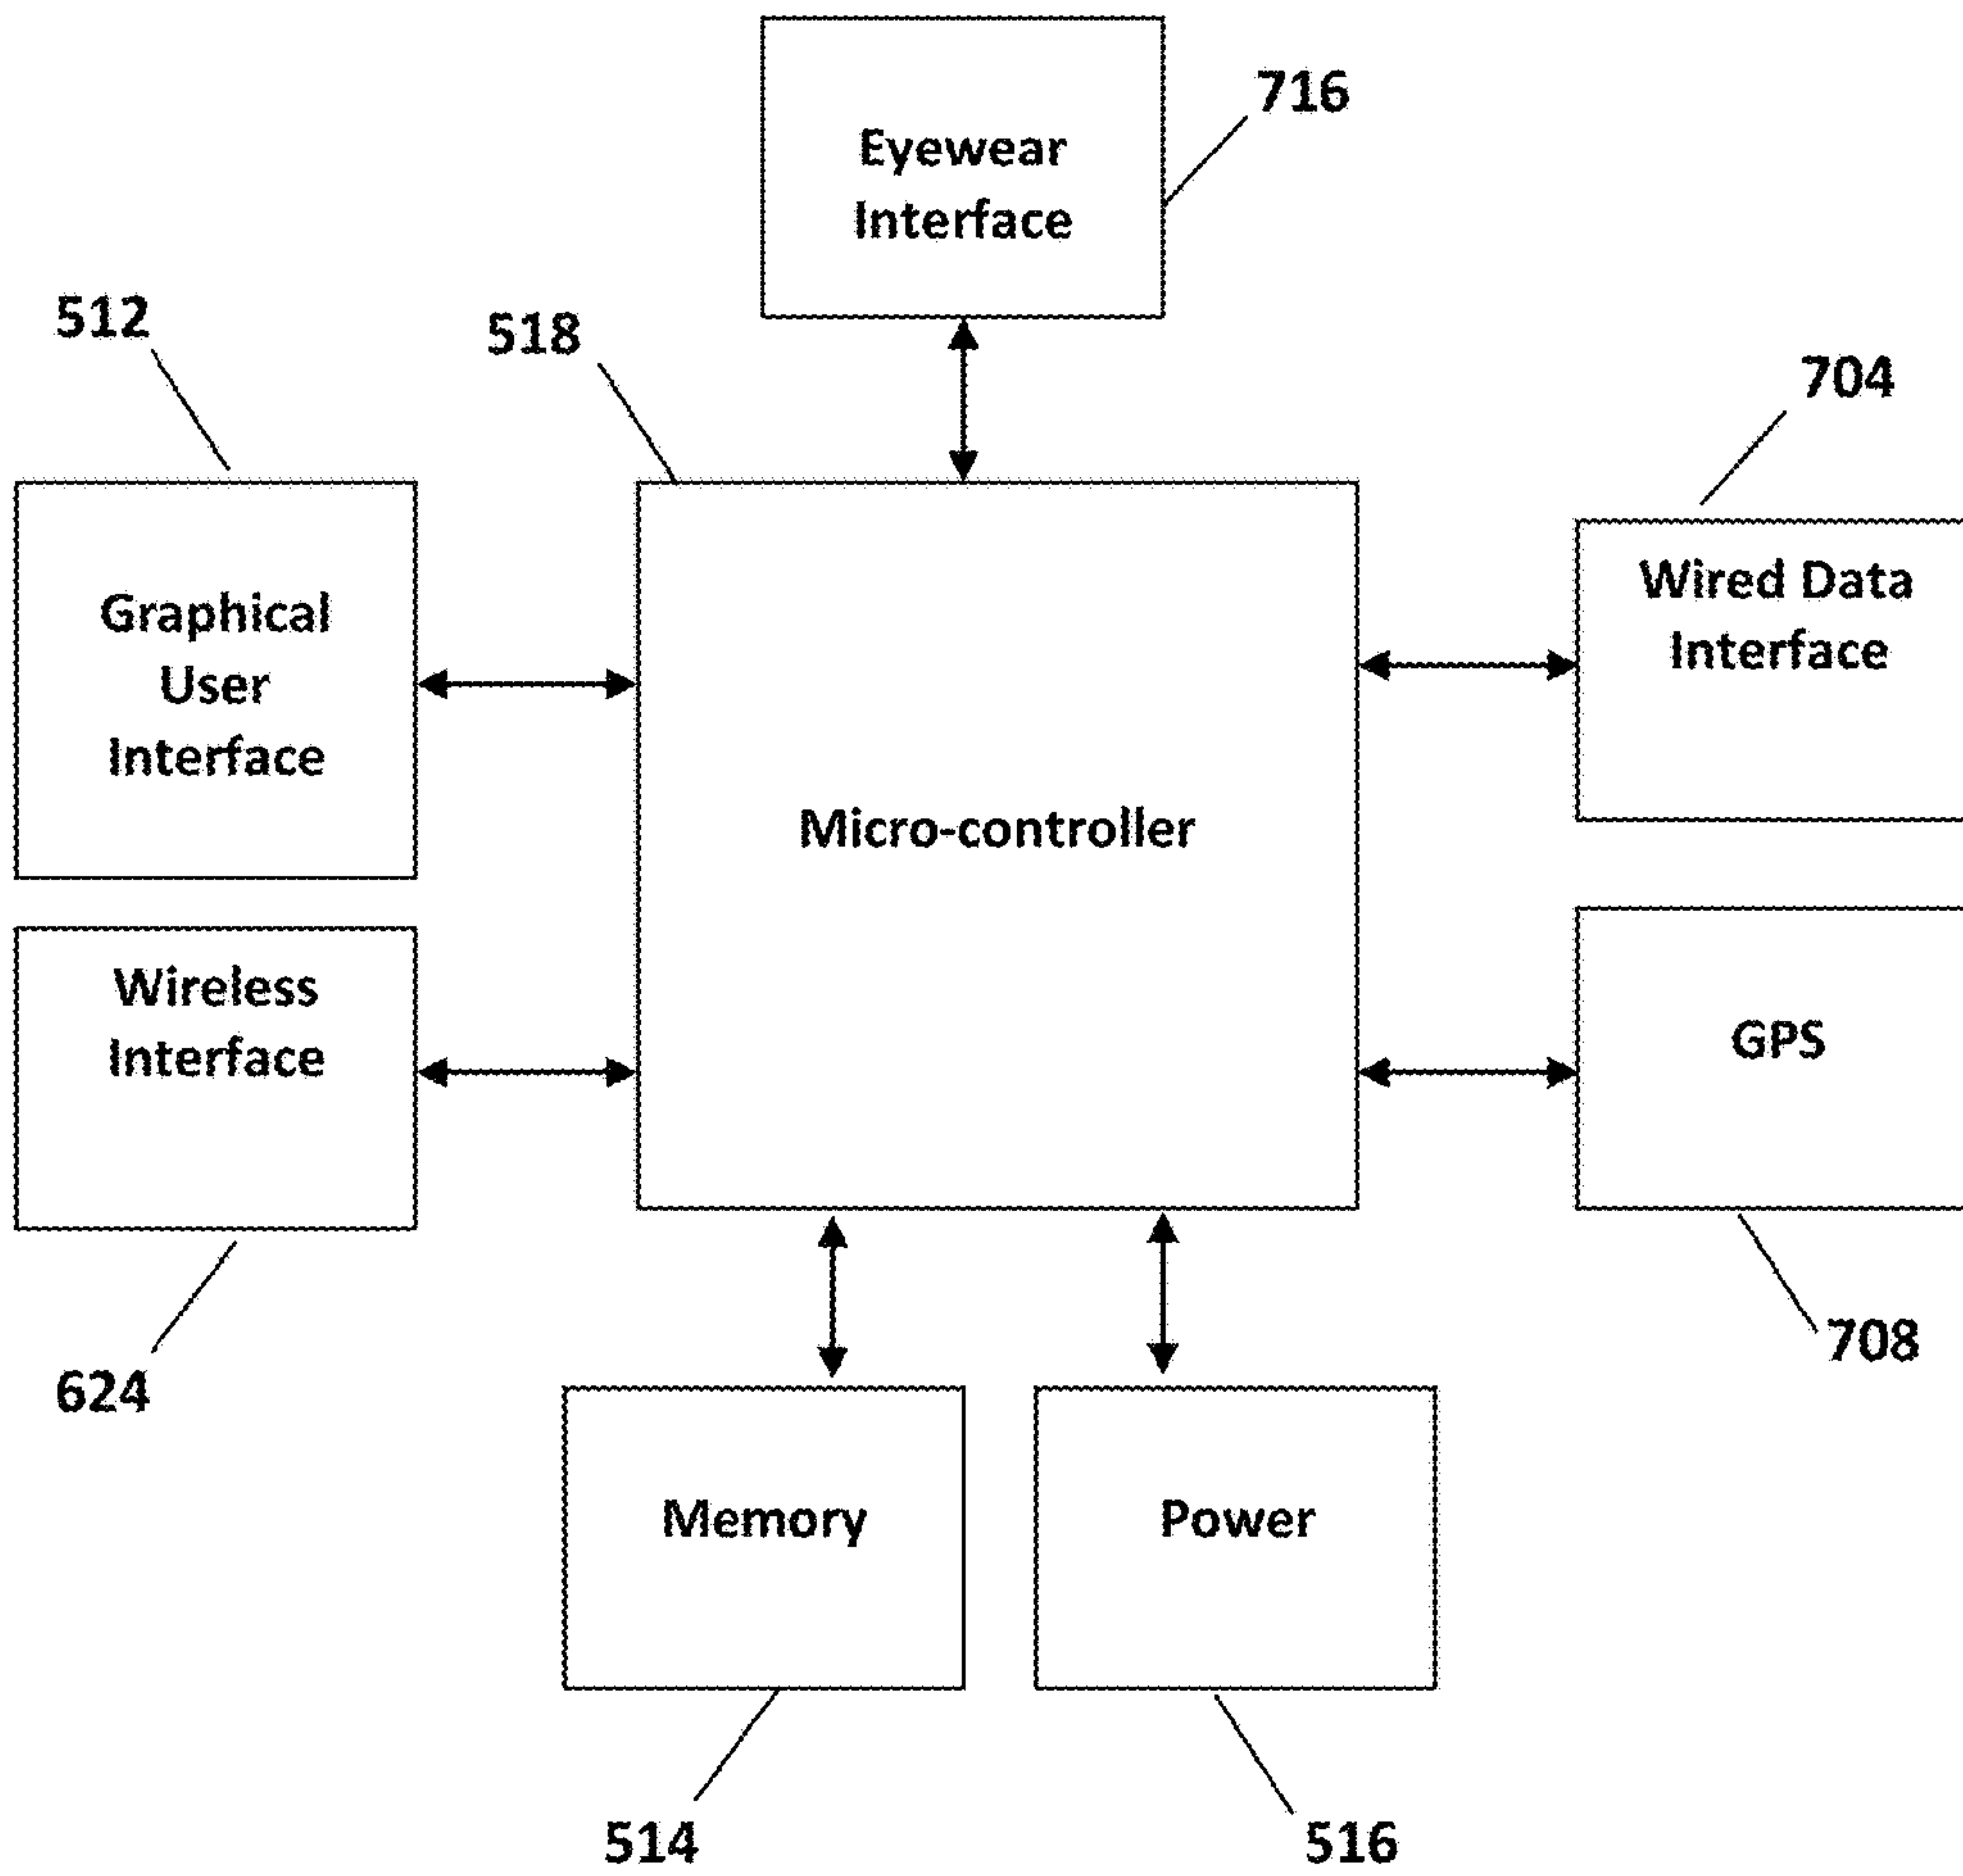 716
Eyewear
Interface
512
518
704
Graphical
User
Interface
Micro-controller
Wired Data
Interface
Wireless
Interface
GPS
624
708
Memory
Power
514
516